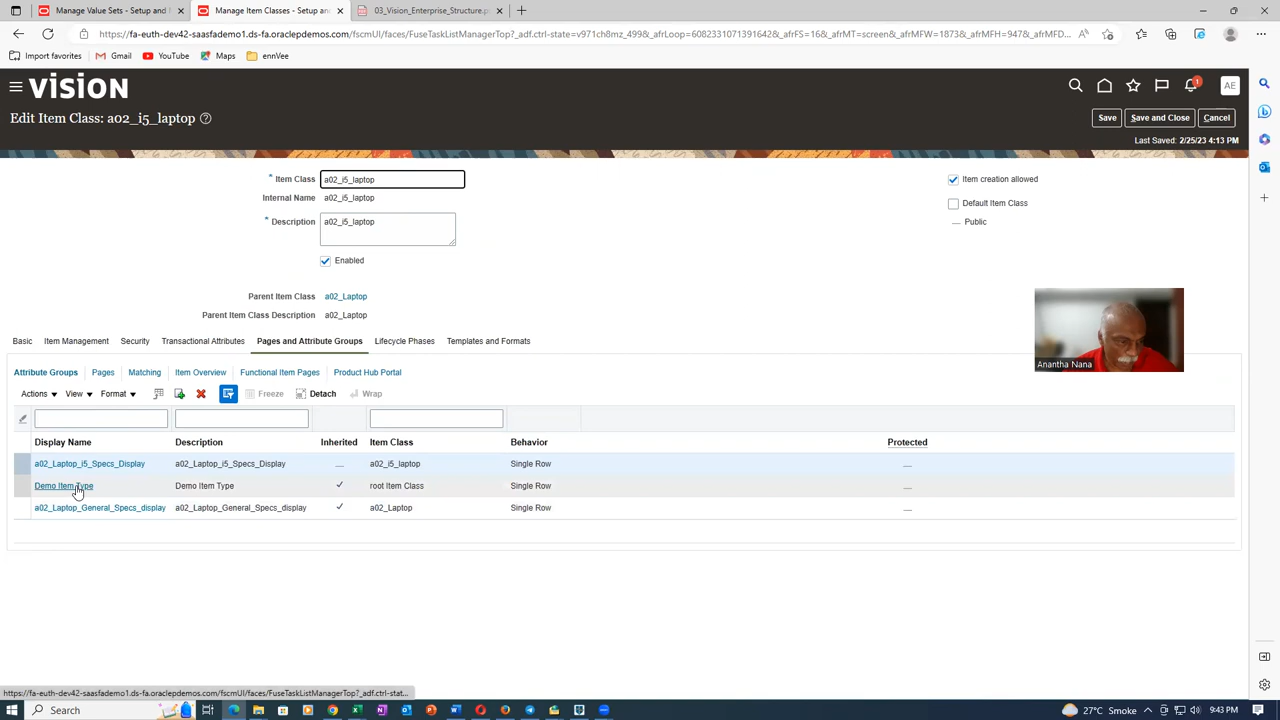 Manage Value Sets - Setup and M
Manage Item Classes - Setup and
03_Vision_Enterprise_Structure.p
https://fa-euth-dev42-saasfademo1.ds-fa.oraclepdemos.com/fscmUI/faces/FuseTaskListManagerTop?_adf.ctrl-state=v971ch8mz_499&_afrLoop=60823310713916428&_afrFS=16&_afrMT=screen&_afrMFW=1873&_afrMFH=947&_afrMFD...
Import favorites
Gmail
YouTube
Maps
ennVee
VISION
1
AE
Edit Item Class: a02_i5_laptop
Save
Save and Close
Cancel
Last Saved: 2/25/23 4:13 PM
* Item Class a02_i5_laptop
Item creation allowed
Internal Name a02_i5_laptop
Default Item Class
* Description a02_i5_laptop
Public
Enabled
Parent Item Class a02_Laptop
Parent Item Class Description a02_Laptop
Anantha Nana
Basic Item Management Security Transactional Attributes Pages and Attribute Groups Lifecycle Phases Templates and Formats
Attribute Groups Pages Matching Item Overview Functional Item Pages Product Hub Portal
Actions View Format Freeze Detach Wrap
Display Name Description Inherited Item Class Behavior Protected
a02_Laptop_i5_Specs_Display a02_Laptop_i5_Specs_Display a02_i5_laptop Single Row
Demo Item Type Demo Item Type root Item Class Single Row
a02_Laptop_General_Specs_display a02_Laptop_General_Specs_display a02_Laptop Single Row
https://fa-euth-dev42-saasfademo1.ds-fa.oraclepdemos.com/fscmUI/faces/FuseTaskListManagerTop?_adf.ctrl-stat...
Search
27°C Smoke
9:43 PM